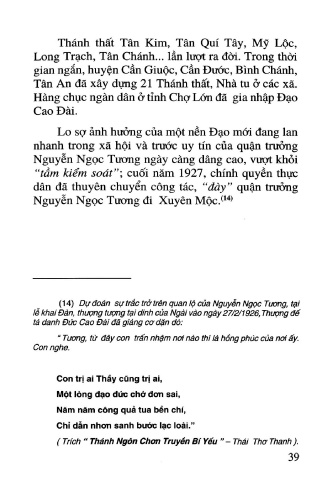 Thánh thất Tân Kim, Tân Quí Tây, Mỹ Lộc,
Long Trạch, Tân Chánh... lần lượt ra đời. Trong thời
gian ngắn, huyện Cần Giuộc, Cần Đước, Bình Chánh,
Tân An đã xây dựng 21 Thánh thất, Nhà tu ở các xã.
Hàng chục ngàn dân ở tỉnh Chợ Lớn đã gia nhập Đạo
Cao Đài.
Lo sợ ảnh hưởng của một nền Đạo mới đang lan
nhanh trong xã hội và trước uy tín của quận trưởng
Nguyễn Ngọc Tương ngày càng dâng cao, vượt khỏi
"tầm kiểm soát"; cuối năm 1927, chính quyền thực
dân đã thuyên chuyển công tác, "đày" quận trưởng
Nguyễn Ngọc Tương đi Xuyên Mộc.(14)
(14) Dự đoán sự trắc trở trên quan lộ của Nguyễn Ngọc Tương, tại
lễ khai Đàn, thượng tượng tại dinh của Ngài vào ngày 27/2/1926,Thượng đế
tá danh Đức Cao Đài đã giáng cơ dặn dò:
"Tương, từ đây con trấn nhậm nơi nào thì là hồng phúc của nơi ấy.
Con nghe.
Con trị ai Thầy cũng trị ai,
Một lòng đạo đức chớ đơn sai,
Năm năm công quả tua bền chí,
Chỉ dẫn nhơn sanh bước lạc loài."
( Trích " Thánh Ngôn Chơn Truyền Bí Yếu " – Thái Thơ Thanh ).
39